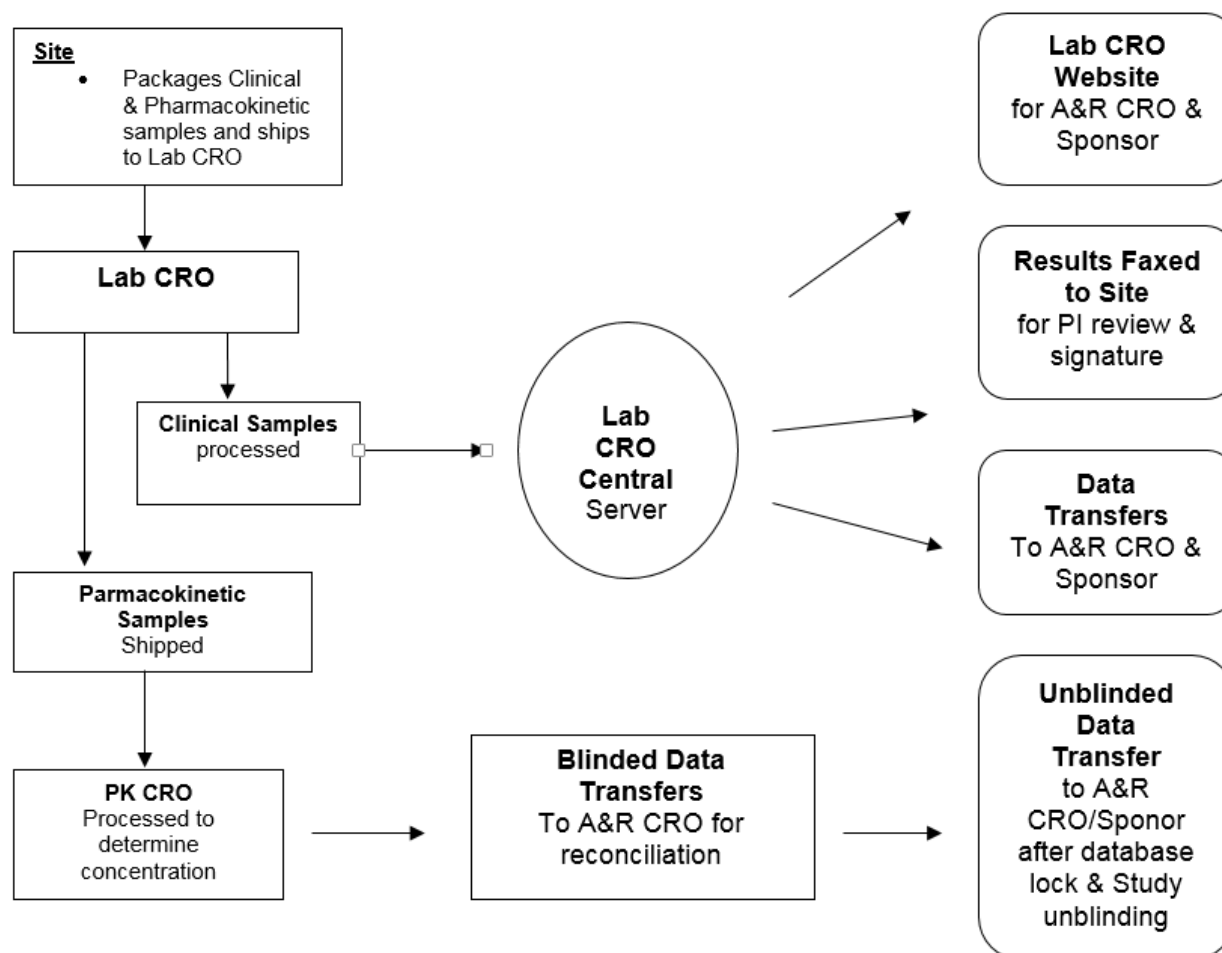 Site
• Packages Clinical
& Pharmacokinetic
samples and ships
to Lab CRO
Lab CRO
Clinical Samples
processed
Parmacokinetic
Samples
Shipped
PK CRO
Processed to
determine
concentration
Lab
CRO
Central
Server
Blinded Data
Transfers
To A&R CRO for
reconciliation
Lab CRO
Website
for A&R CRO &
Sponsor
Results Faxed
to Site
for PI review &
signature
Data
Transfers
To A&R CRO &
Sponsor
Unblinded
Data
Transfer
to A&R
CRO/Sponor
after database
lock & Study
unblinding